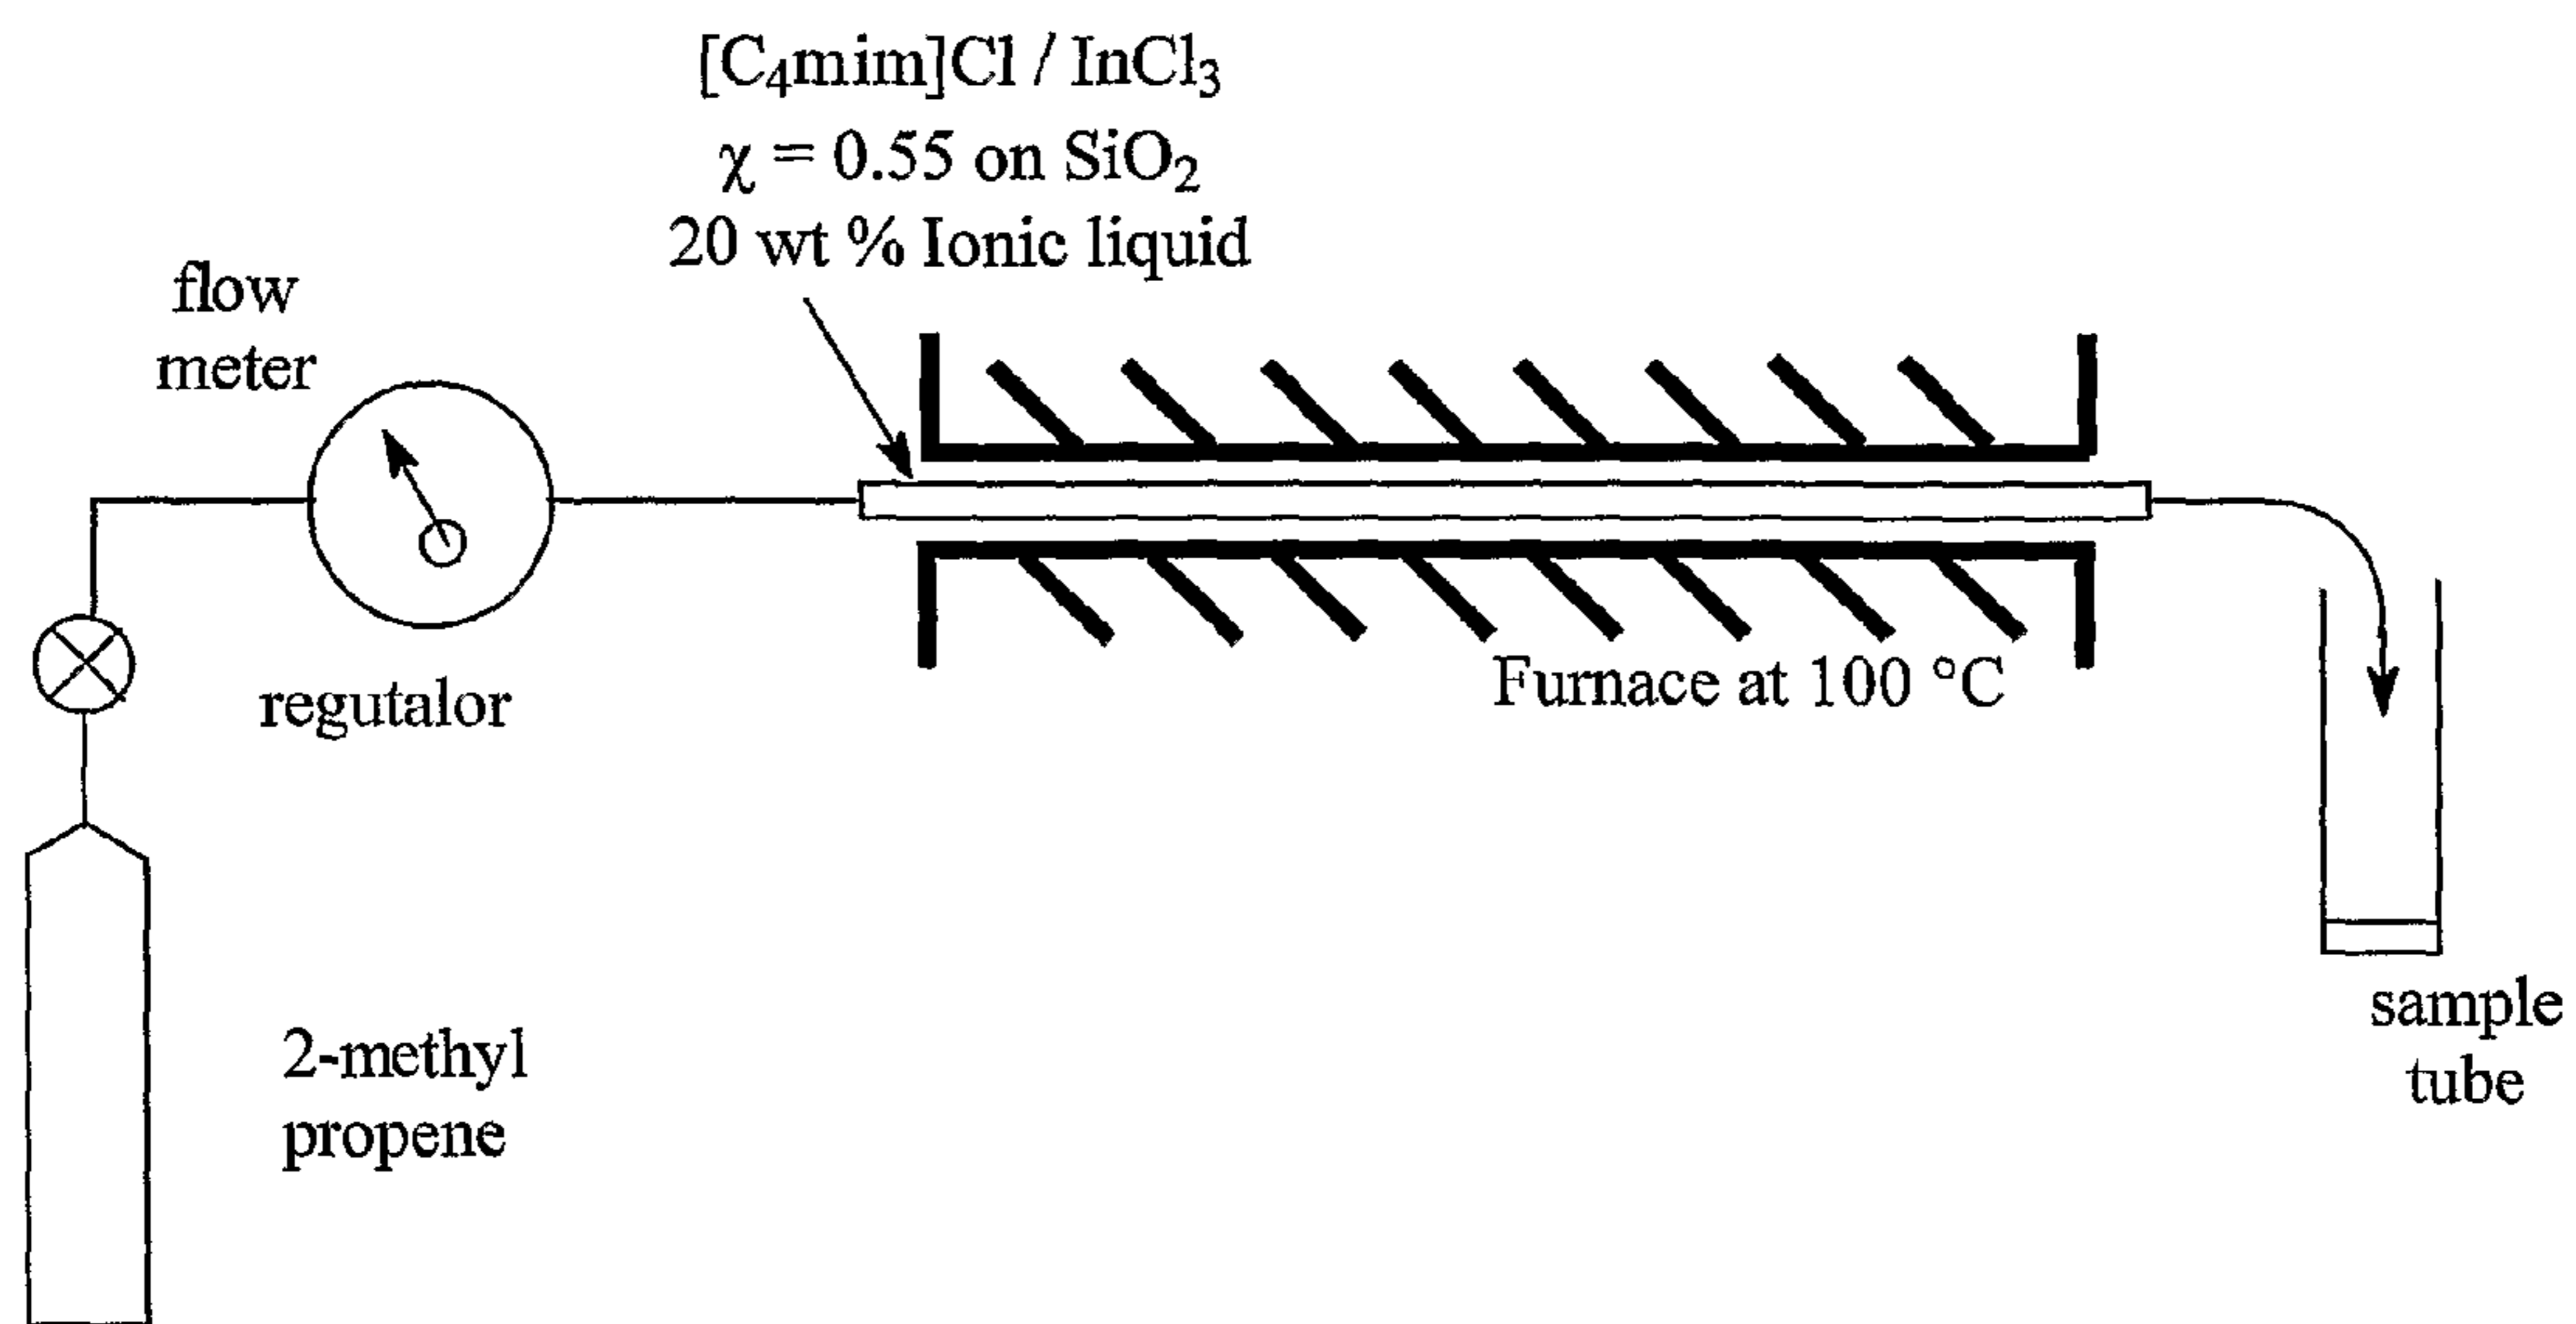 [C₄mim]Cl / InCl₃
χ = 0.55 on SiO₂
20 wt % Ionic liquid
flow
meter
regutalor
Furnace at 100 °C
2-methyl
propene
sample
tube